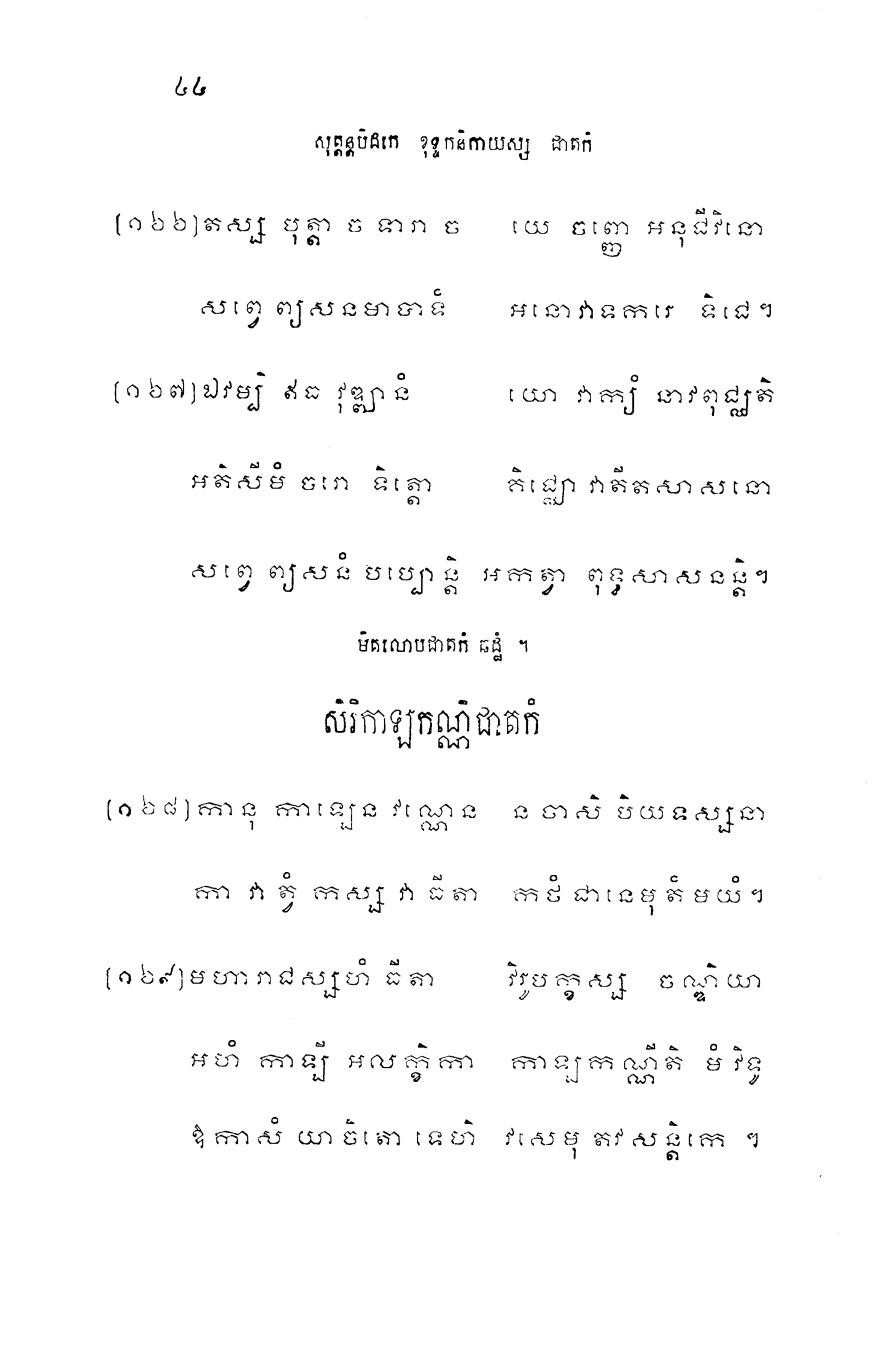 ៤៤
សុត្តន្តបិដកេ ខុទ្ទកនិកាយស្ស ជាតកំ
[១៦៦] តស្ស បុត្តា ច ទារា ច យេ ចញ្ញេ អនុជីវិនោ
សព្វេ ព្យសនមាបាទុំ អនោវាទករេ ទិជេ។
[១៦៧] ឯវម្បិ ឥធ វុឌ្ឍានំ យោ វាក្យំ នាវពុជ្ឈតិ
អតិសីមំ ចរោ ទិត្តោ គិជ្ឈោ វាតីតសាសនោ
សព្វេ ព្យសនំ បប្បោន្តិ អកត្វា ពុទ្ធសាសនន្តិ។
មិគលោបជាតកំ ឆដ្ឋំ ។
សិរិកាឡកណ្ណិជាតកំ
[១៦៨] កា នុ កាឡេន វណ្ណេន ន ចាសិ បិយទស្សនា
កា វា ត្វំ កស្ស វា ធីតា កថំ ជានេមុ តំ មយំ។
[១៦៩] មហារាជស្សហំ ធីតា វិរូបក្ខស្ស ចណ្ឌិយា
អហំ កាឡី អលក្ខិកា កាឡកណ្ណីតិ មំ វិទូ
ឱកាសំ យាចិតោ ទេហិ វសេមុ តវ សន្តិកេ ។